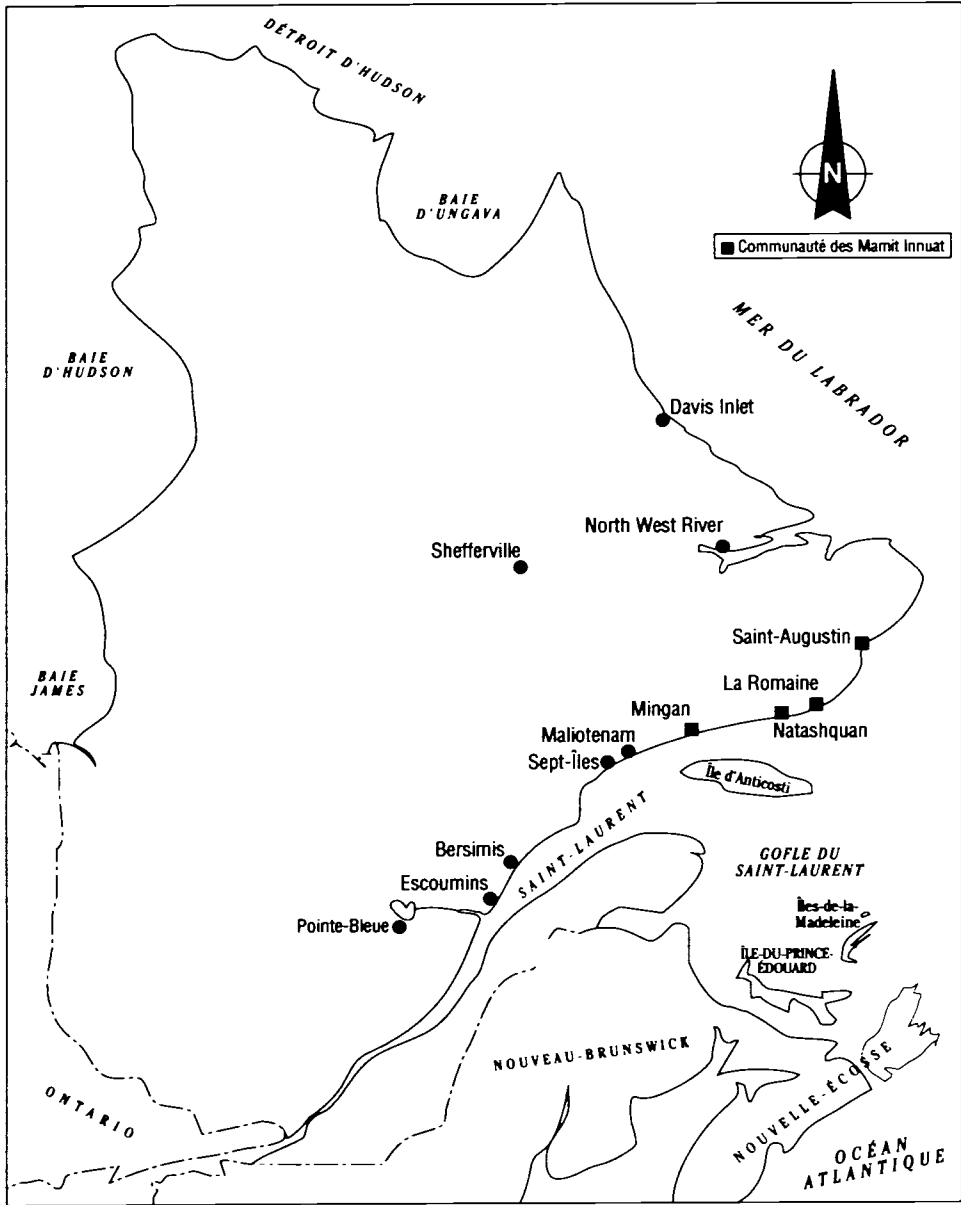 DÉTROIT D'HUDSON
BAIE
D'UNGAVA
N
■ Communauté des Mamit Innuat
MER DU LABRADOR
BAIE
D'HUDSON
Davis Inlet
North West River
Shefferville
Saint-Augustin
BAIE
JAMES
La Romaine
Mingan
Natashquan
Maliotenam
Sept-Îles
Île d'Anticosti
SAINT-LAURENT
Bersimis
GOFLE DU
SAINT-LAURENT
Escoumins
Îles-de-la-
Madeleine
Pointe-Bleue
ÎLE-DU-PRINCE-
ÉDOUARD
NOUVEAU-BRUNSWICK
NOUVELLE-ÉCOSSE
ONTARIO
OCÉAN
ATLANTIQUE